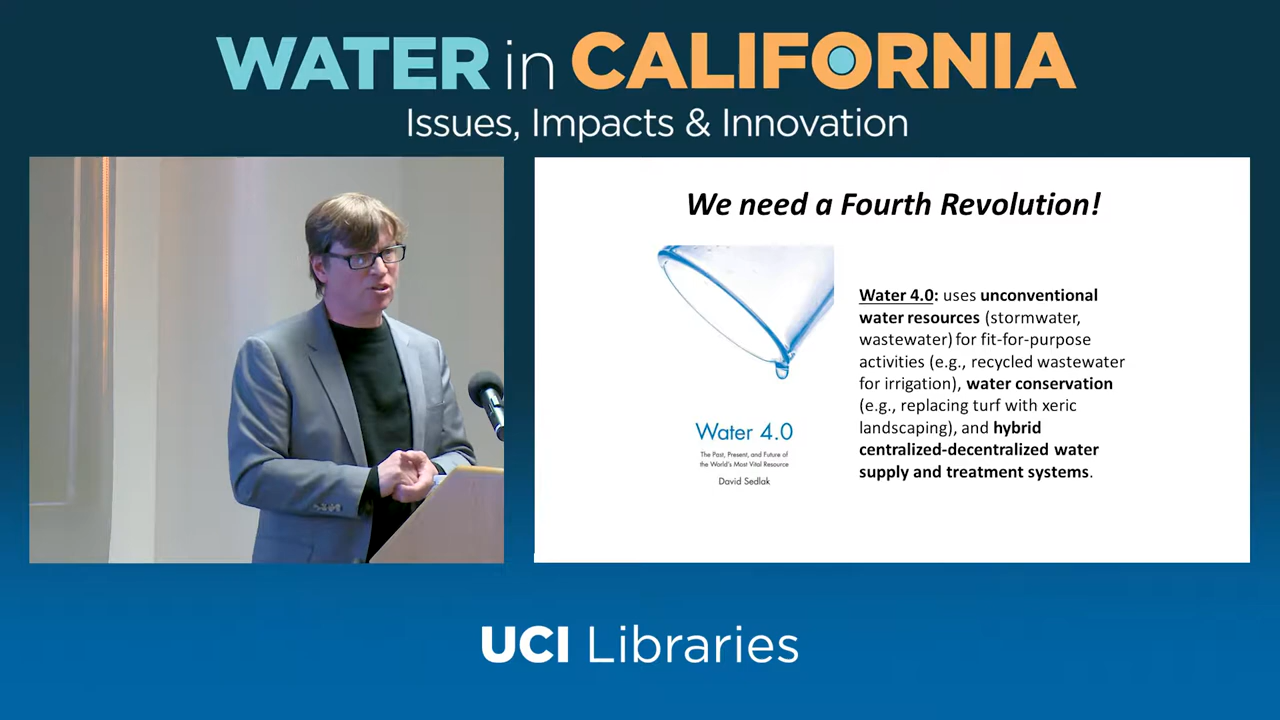 WATER in CALIFORNIA
Issues, Impacts & Innovation
We need a Fourth Revolution!
Water 4.0
The Past, Present, and Future of
the World's Most Vital Resource
David Sedlak
Water 4.0: uses unconventional
water resources (stormwater,
wastewater) for fit-for-purpose
activities (e.g., recycled wastewater
for irrigation), water conservation
(e.g., replacing turf with xeric
landscaping), and hybrid
centralized-decentralized water
supply and treatment systems.
UCI Libraries